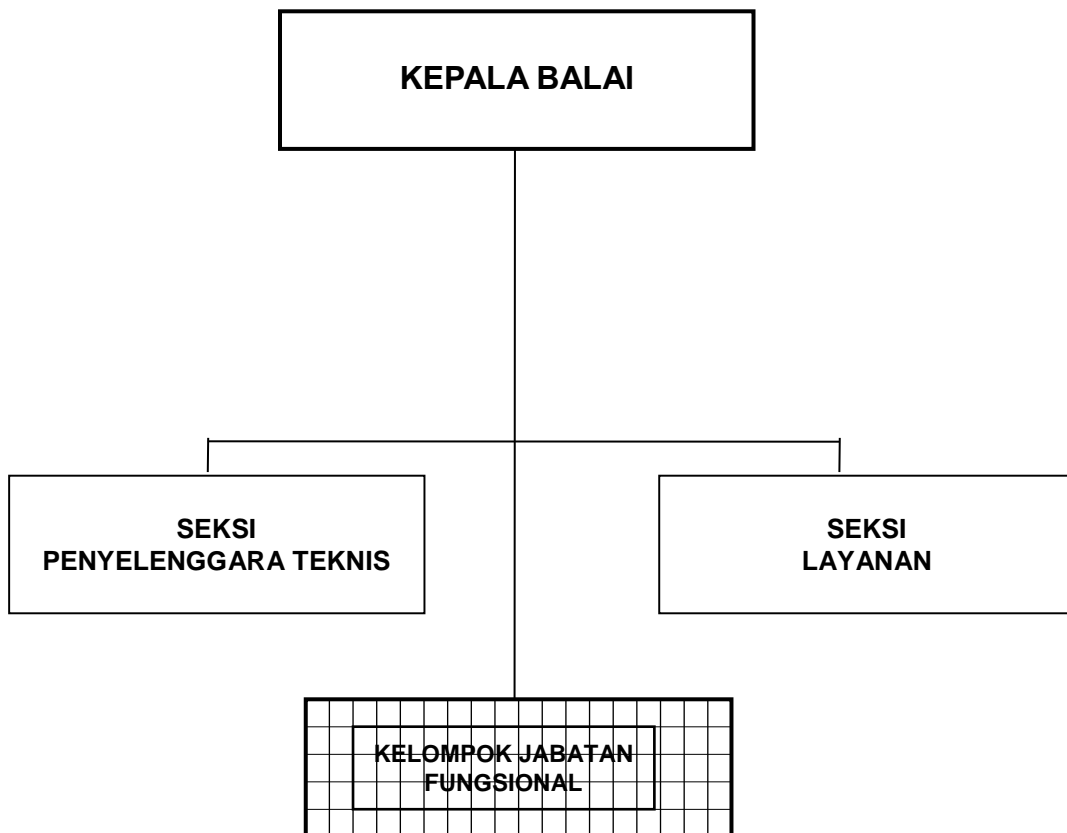 KEPALA BALAI
SEKSI
PENYELENGGARA TEKNIS
SEKSI
LAYANAN
KELOMPOK JABATAN
FUNGSIONAL